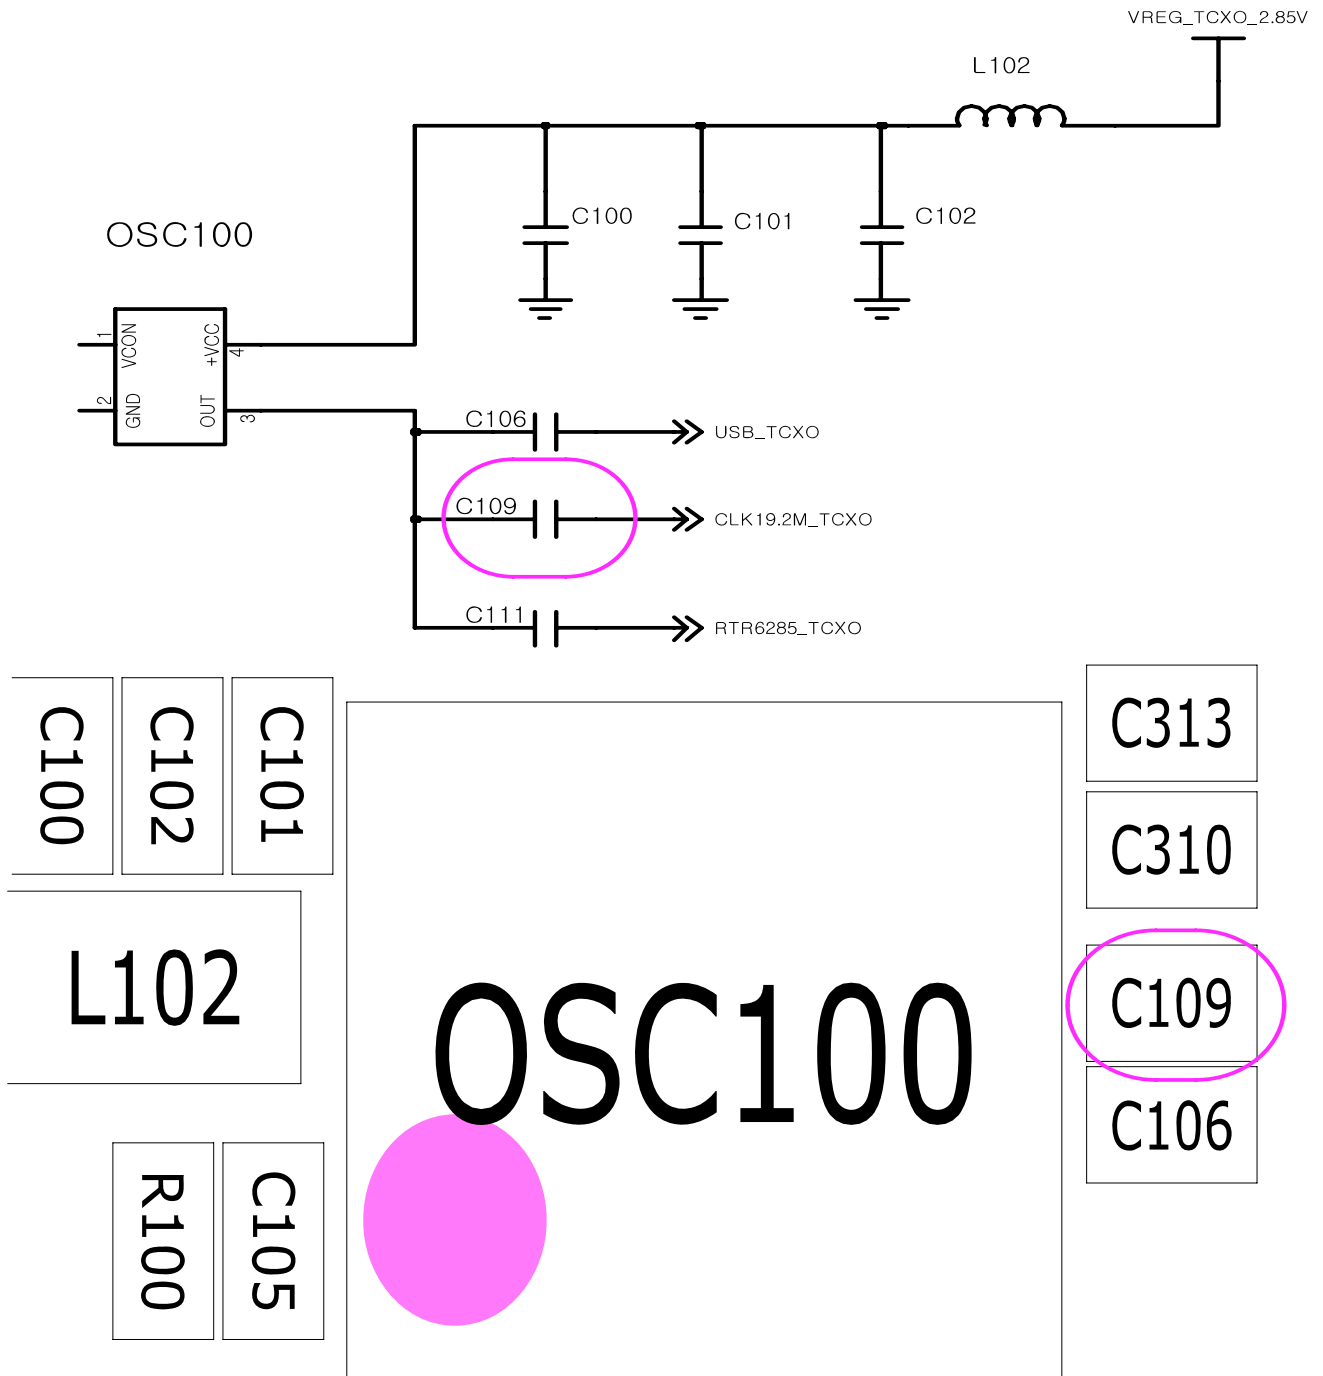 VREG_TCXO_2.85V
L102
C100
C101
C102
OSC100
1
VCON
+VCC
4
2
GND
OUT
3
C106
USB_TCXO
C109
CLK19.2M_TCXO
C111
RTR6285_TCXO
C100
C102
C101
C313
C310
L102
OSC100
C109
C106
R100
C105